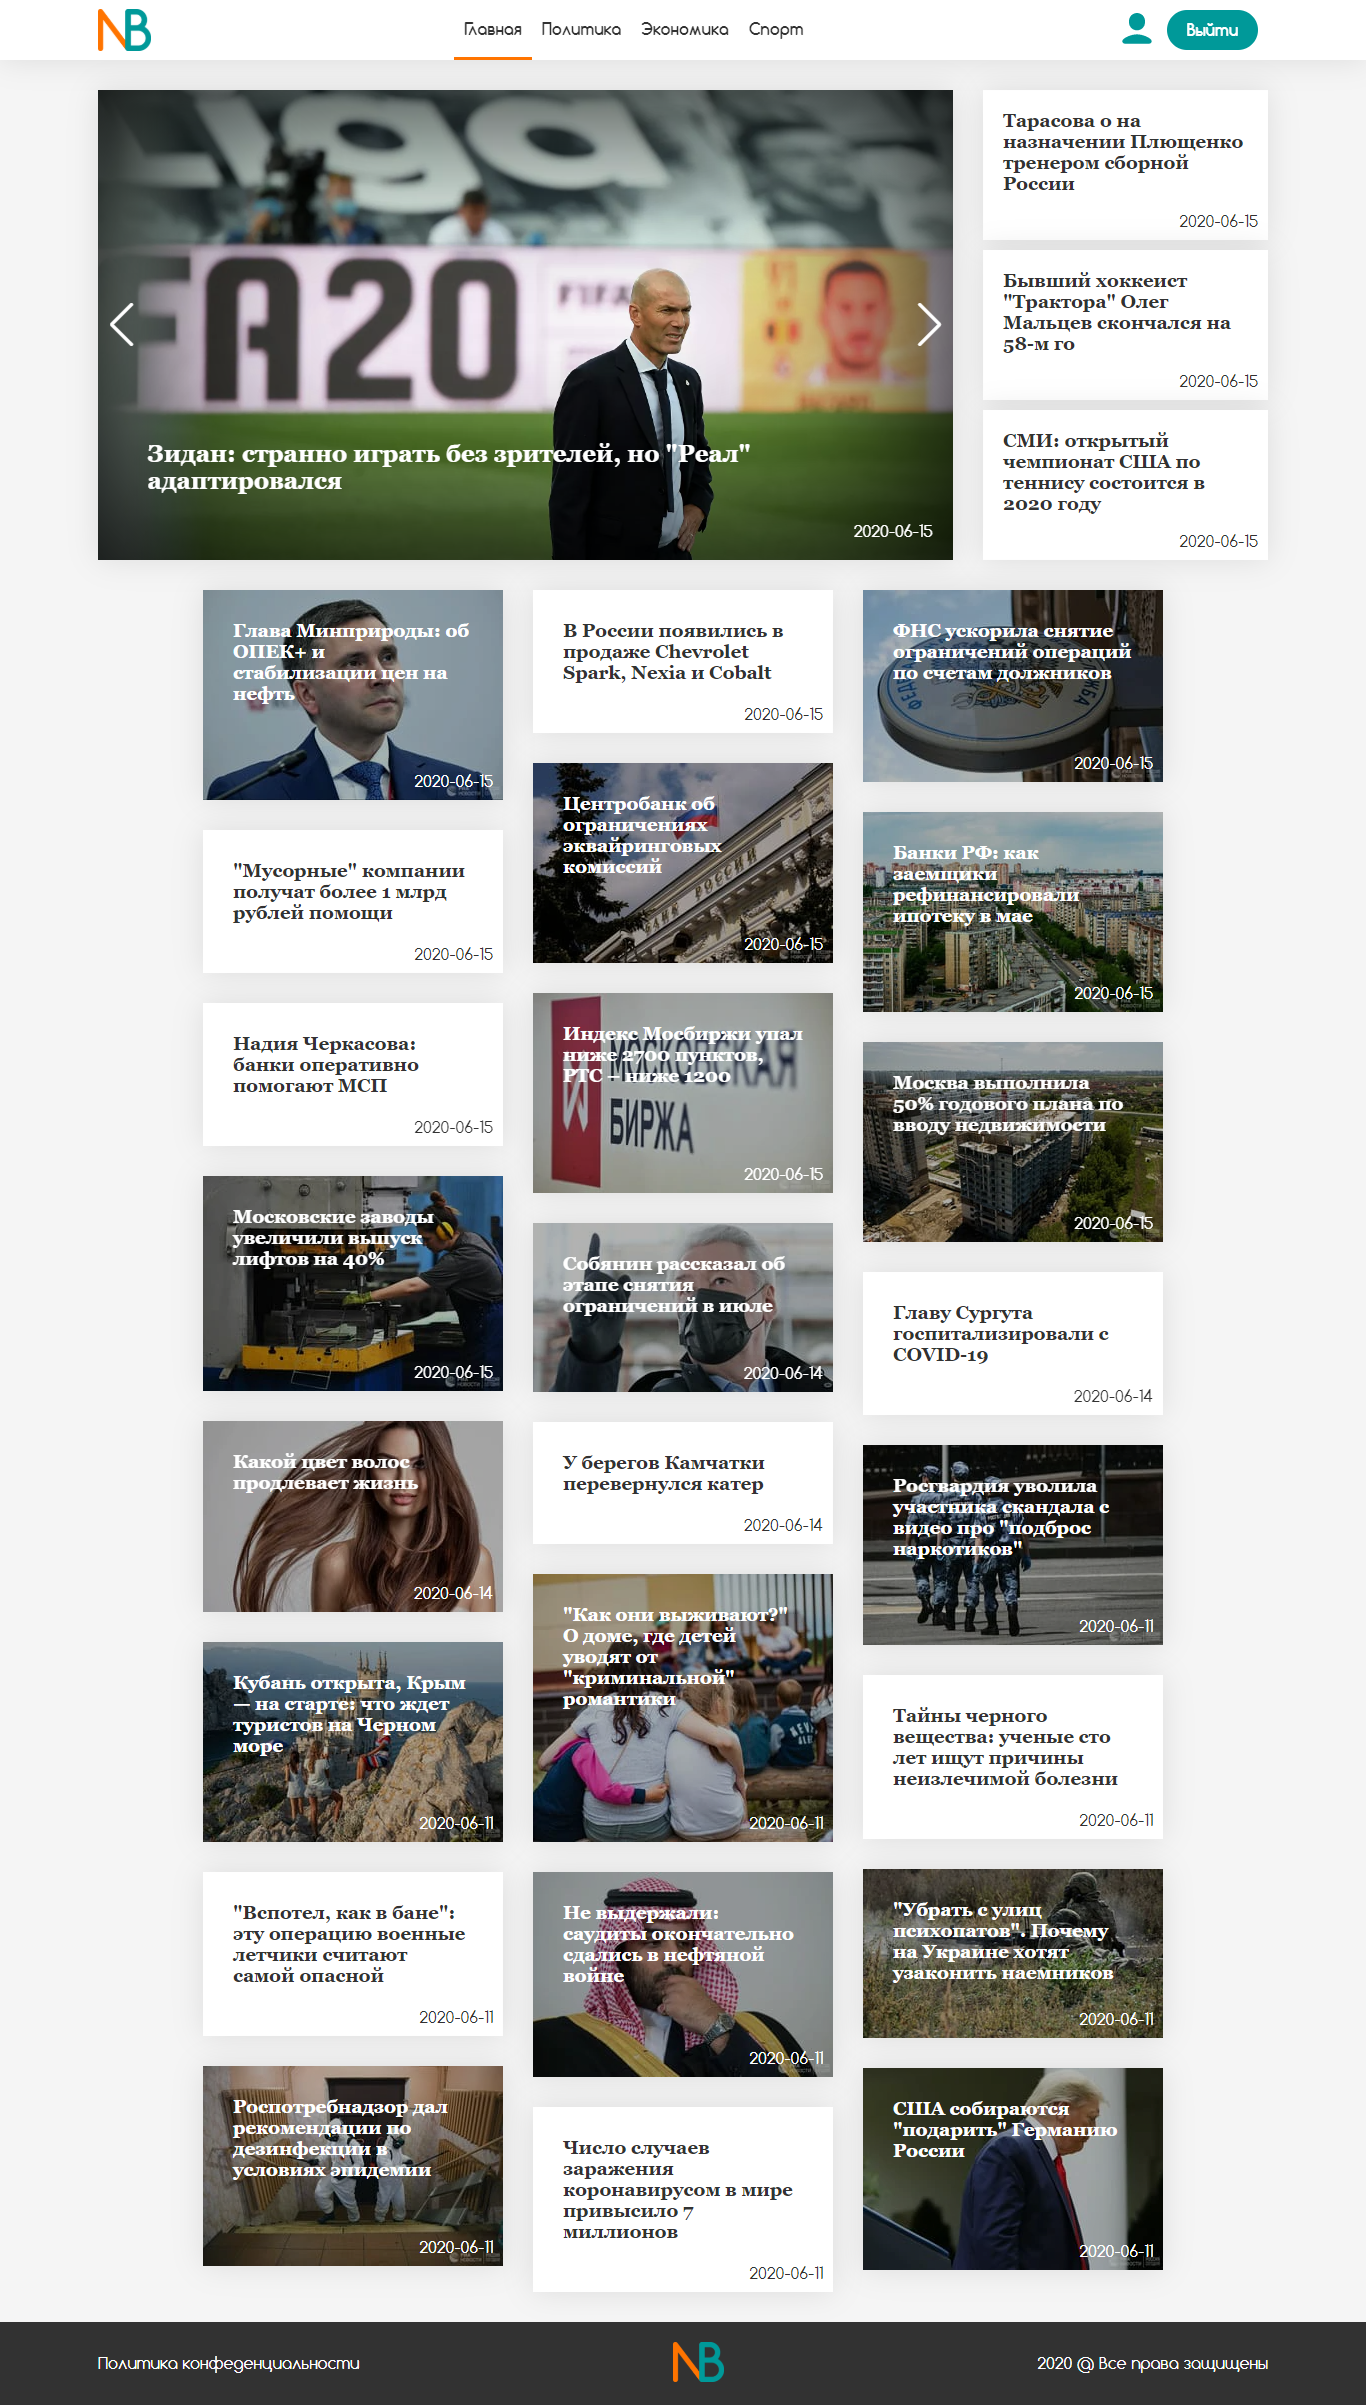 NB
Главная Политика Экономика Спорт
Выйти
FA20
FIFA
Зидан: странно играть без зрителей, но "Реал"
адаптировался
2020-06-15
Тарасова о на
назначении Плющенко
тренером сборной
России
2020-06-15
Бывший хоккеист
"Трактора" Олег
Мальцев скончался на
58-м го
2020-06-15
СМИ: открытый
чемпионат США по
теннису состоится в
2020 году
2020-06-15
Глава Минприроды: об
ОПЕК+ и
стабилизации цен на
нефть
2020-06-15
"Мусорные" компании
получат более 1 млрд
рублей помощи
2020-06-15
Надия Черкасова:
банки оперативно
помогают МСП
2020-06-15
Московские заводы
увеличили выпуск
лифтов на 40%
2020-06-15
Какой цвет волос
продлевает жизнь
2020-06-14
Кубань открыта, Крым
— на старте: что ждет
туристов на Черном
море
2020-06-11
"Вспотел, как в бане":
эту операцию военные
летчики считают
самой опасной
2020-06-11
Роспотребнадзор дал
рекомендации по
дезинфекции в
условиях эпидемии
2020-06-11
В России появились в
продаже Chevrolet
Spark, Nexia и Cobalt
2020-06-15
Центробанк об
ограничениях
эквайринговых
комиссий
2020-06-15
Индекс Мосбиржи упал
ниже 2700 пунктов,
РТС – ниже 1200
МОСКОВСКАЯ
БИРЖА
2020-06-15
Собянин рассказал об
этапе снятия
ограничений в июле
2020-06-14
У берегов Камчатки
перевернулся катер
2020-06-14
"Как они выживают?"
О доме, где детей
уводят от
"криминальной"
романтики
2020-06-11
Не выдержали:
саудиты окончательно
сдались в нефтяной
войне
2020-06-11
Число случаев
заражения
коронавирусом в мире
привысило 7
миллионов
2020-06-11
ФНС ускорила снятие
ограничений операций
по счетам должников
2020-06-15
Банки РФ: как
заемщики
рефинансировали
ипотеку в мае
2020-06-15
Москва выполнила
50% годового плана по
вводу недвижимости
2020-06-15
Главу Сургута
госпитализировали с
COVID-19
2020-06-14
Росгвардия уволила
участника скандала с
видео про "подброс
наркотиков"
2020-06-11
Тайны черного
вещества: ученые сто
лет ищут причины
неизлечимой болезни
2020-06-11
"Убрать с улиц
психопатов". Почему
на Украине хотят
узаконить наемников
2020-06-11
США собираются
"подарить" Германию
России
2020-06-11
Политика конфеденциальности
NB
2020 @ Все права защищены